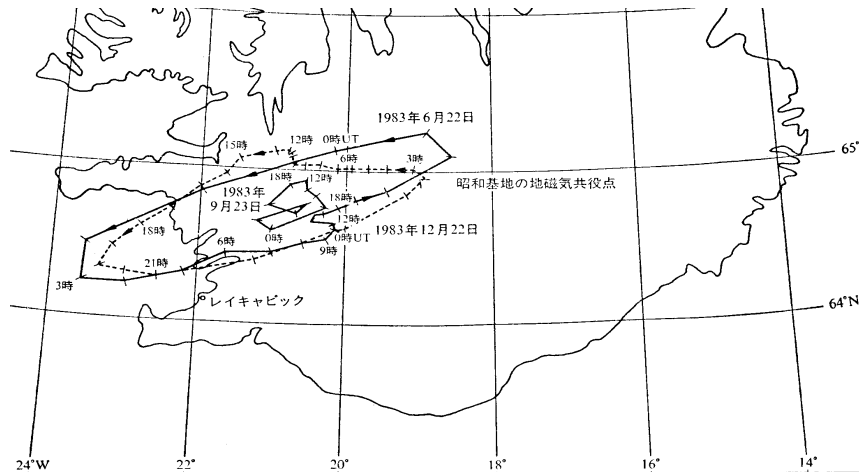 1983年6月22日
15時
12時
0時UT
6時
3時
65°
18時
12時
昭和基地の地磁気共役点
1983年
9月23日
18時
12時
18時
0時
0時UT
1983年12月22日
6時
9時
21時
3時
レイキャビック
64°N
24°W
22°
20°
18°
16°
14°